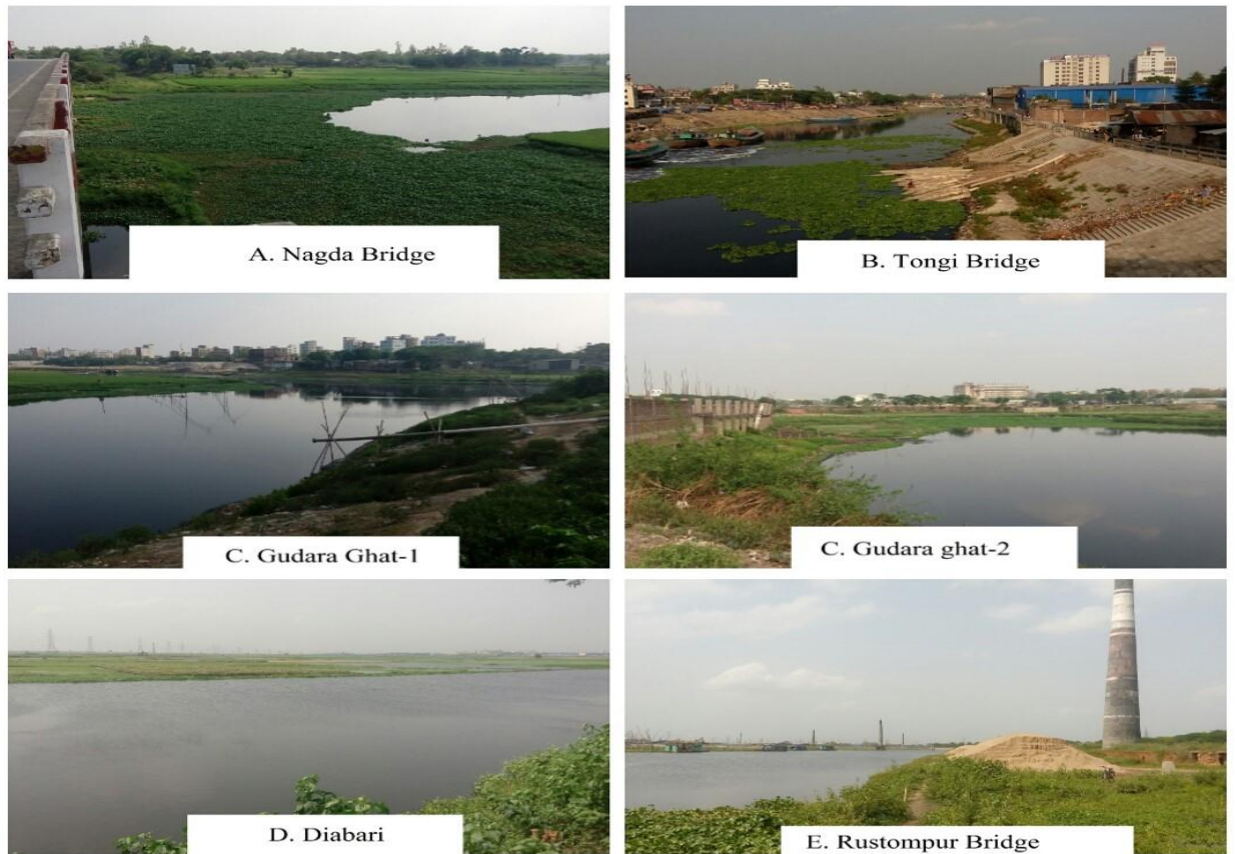 A. Nagda Bridge
B. Tongi Bridge
C. Gudara Ghat-1
C. Gudara ghat-2
D. Diabari
E. Rustompur Bridge